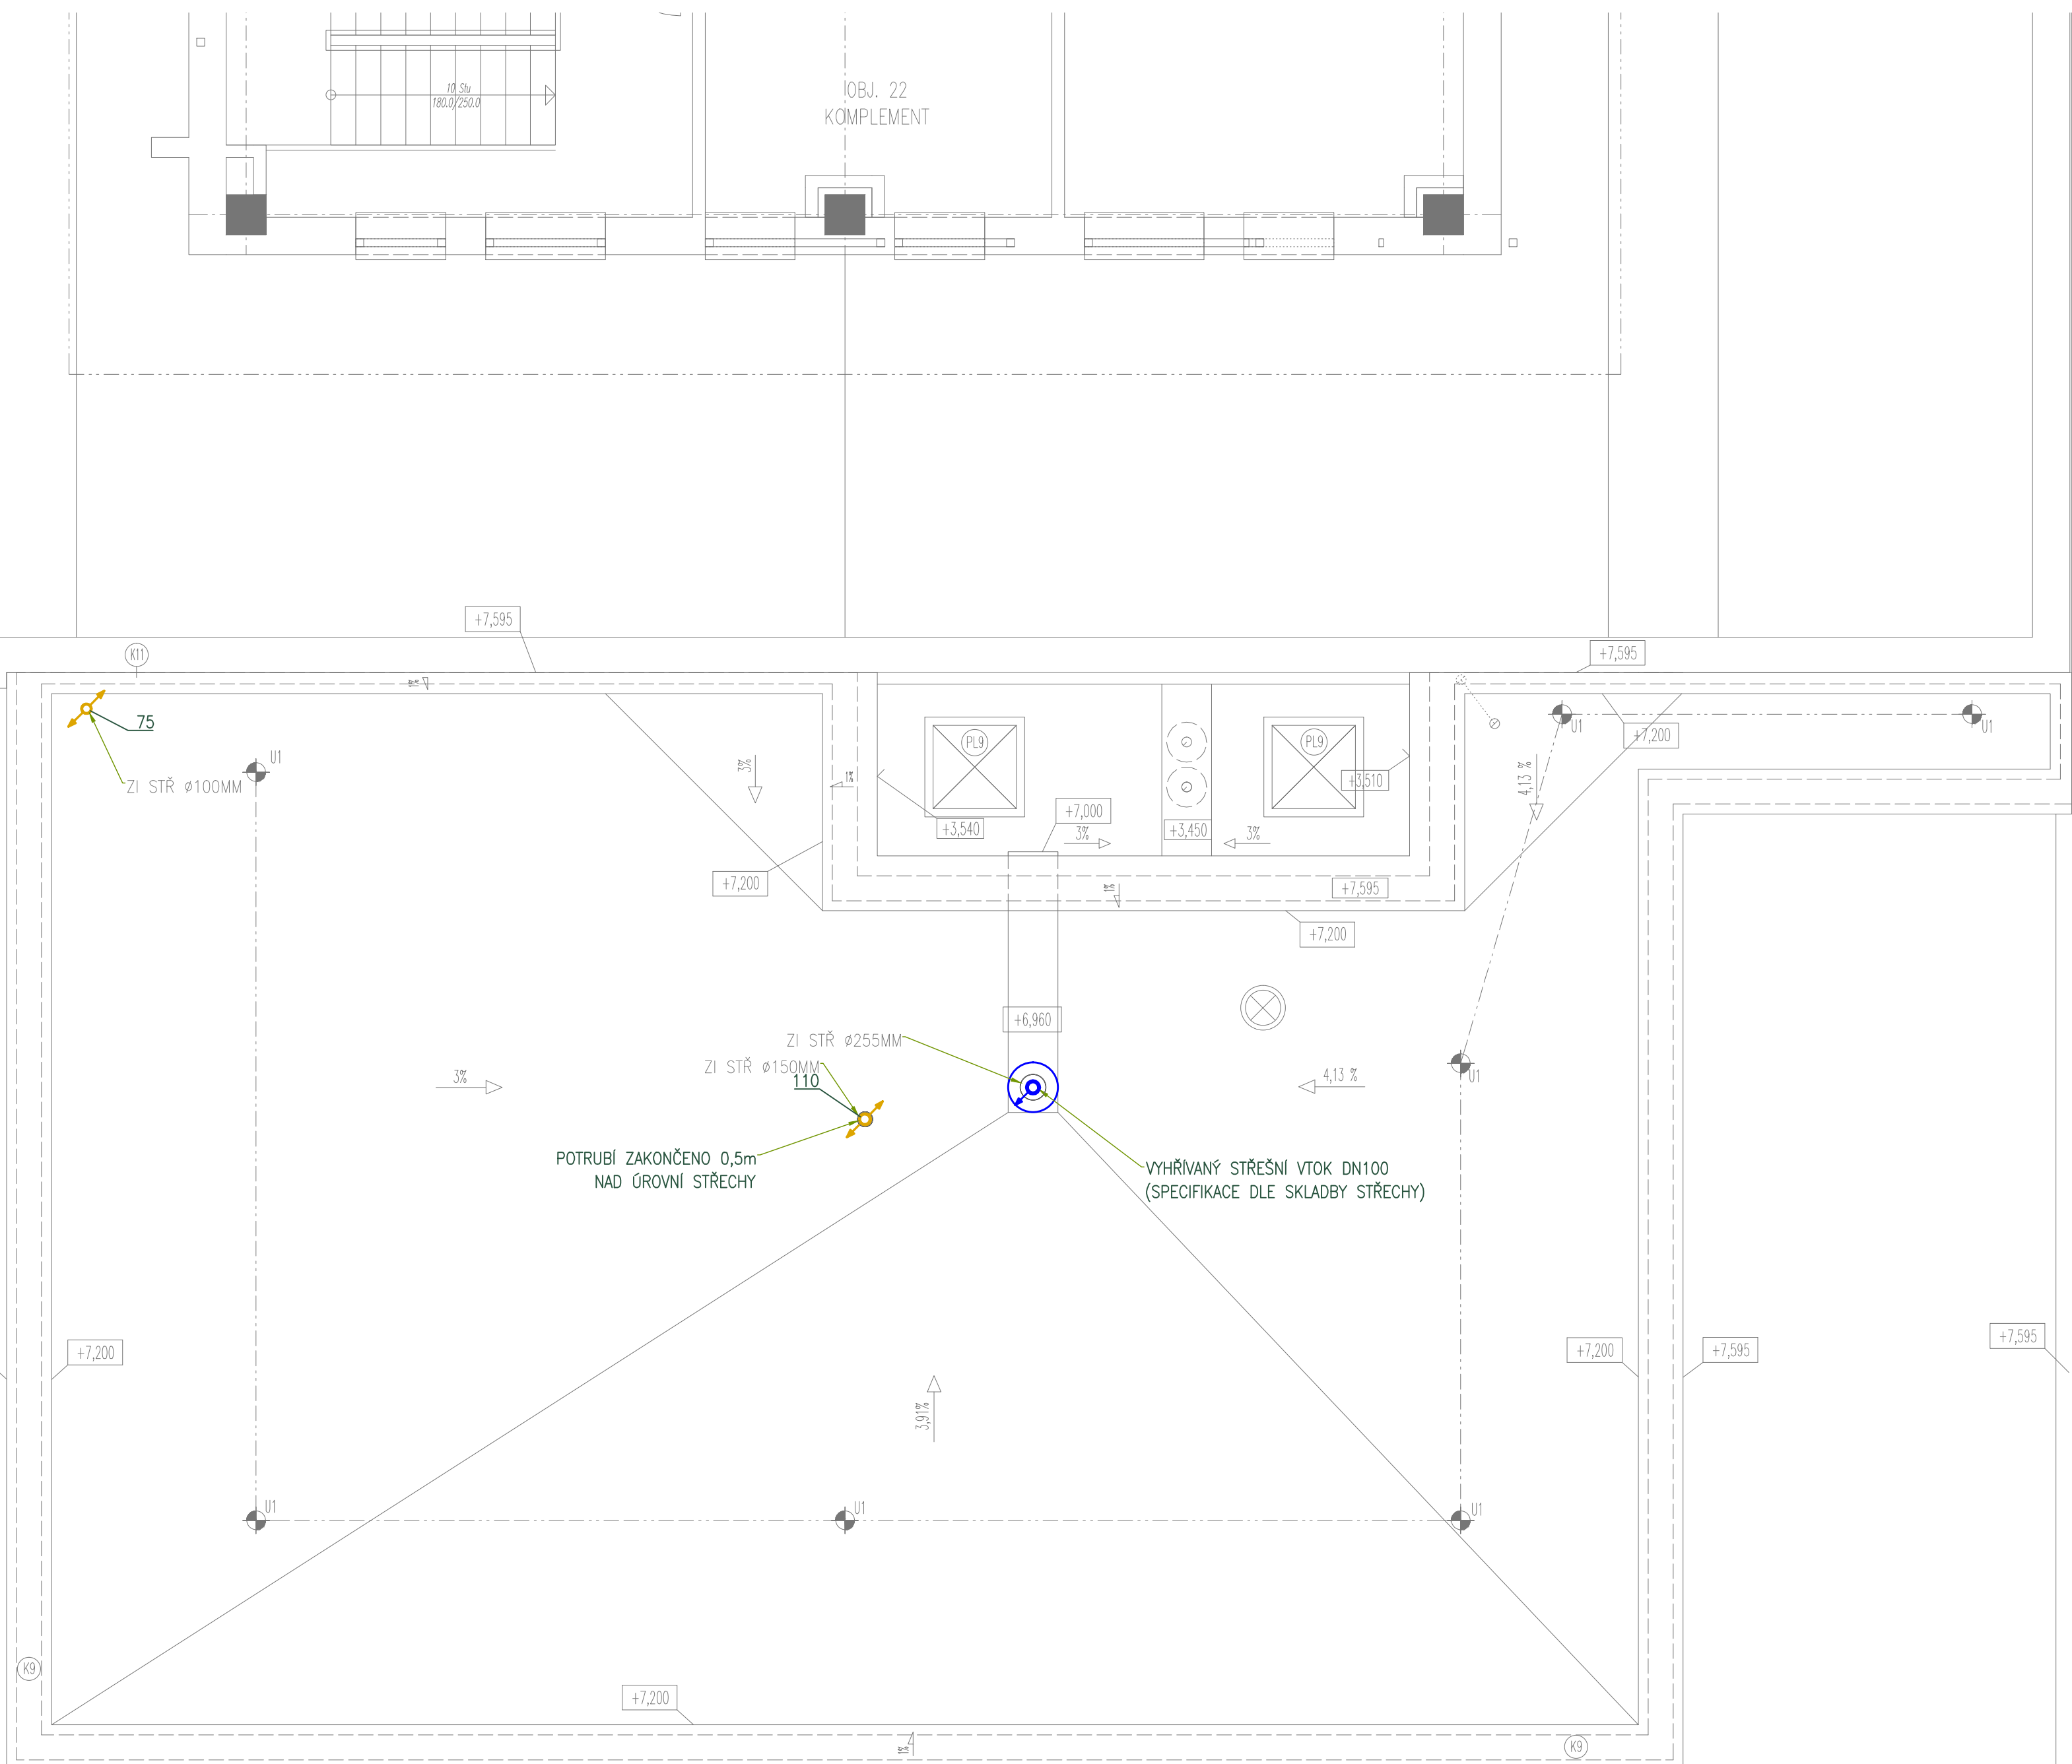 10 Stu
180.0/250.0
OBJ. 22
KOMPLEMENT
+7,595
K11
+7,595
1%
75
ZI STŘ ø100MM
U1
3%
1%
PL9
PL9
+3,510
U1
+7,200
U1
4,13 %
+3,540
+7,000
3%
+3,450
3%
+7,200
1%
+7,595
+7,200
+6,960
ZI STŘ ø255MM
ZI STŘ ø150MM
110
3%
4,13 %
U1
POTRUBÍ ZAKONČENO 0,5m
NAD ÚROVNÍ STŘECHY
VYHŘÍVANÝ STŘEŠNÍ VTOK DN100
(SPECIFIKACE DLE SKLADBY STŘECHY)
+7,200
+7,200
+7,595
+7,595
3,91%
U1
U1
U1
K9
+7,200
1%
K9